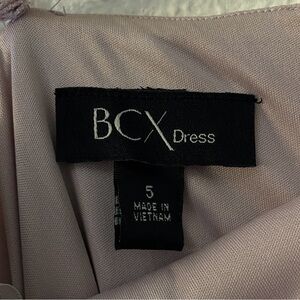 BCX Dress
5
MADE IN
VIETNAM